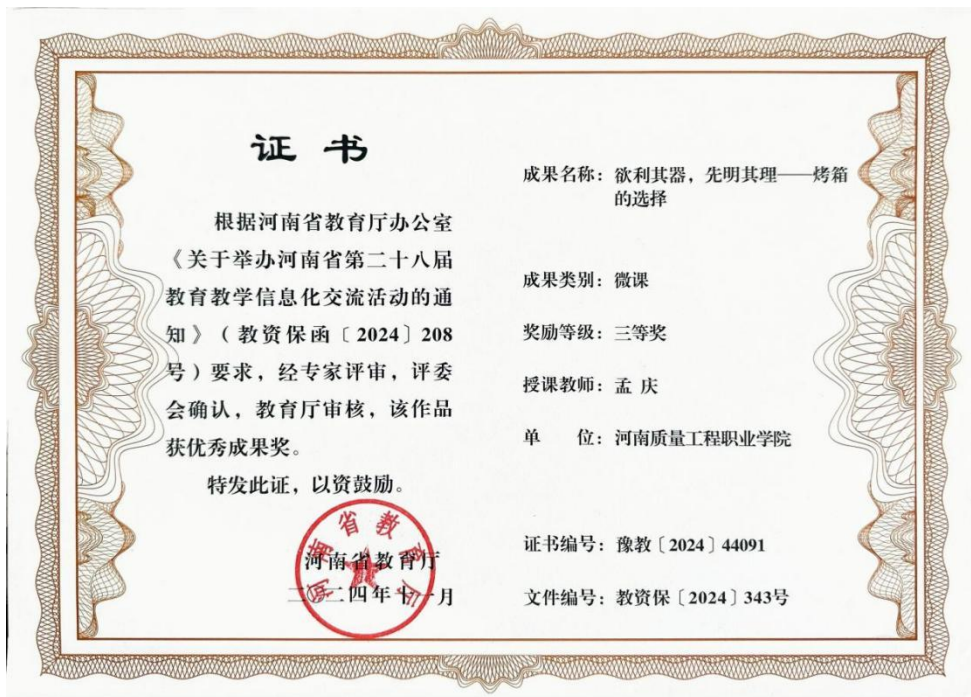 证 书
根据河南省教育厅办公室
《关于举办河南省第二十八届
教育教学信息化交流活动的通
知》（教资保函〔2024〕208
号）要求，经专家评审，评委
会确认，教育厅审核，该作品
获优秀成果奖。
特发此证，以资鼓励。
河南省教育厅
河南省教育厅
二〇二四年十一月
成果名称：欲利其器，先明其理——烤箱
的选择
成果类别：微课
奖励等级：三等奖
授课教师：孟 庆
单 位：河南质量工程职业学院
证书编号：豫教〔2024〕44091
文件编号：教资保〔2024〕343号